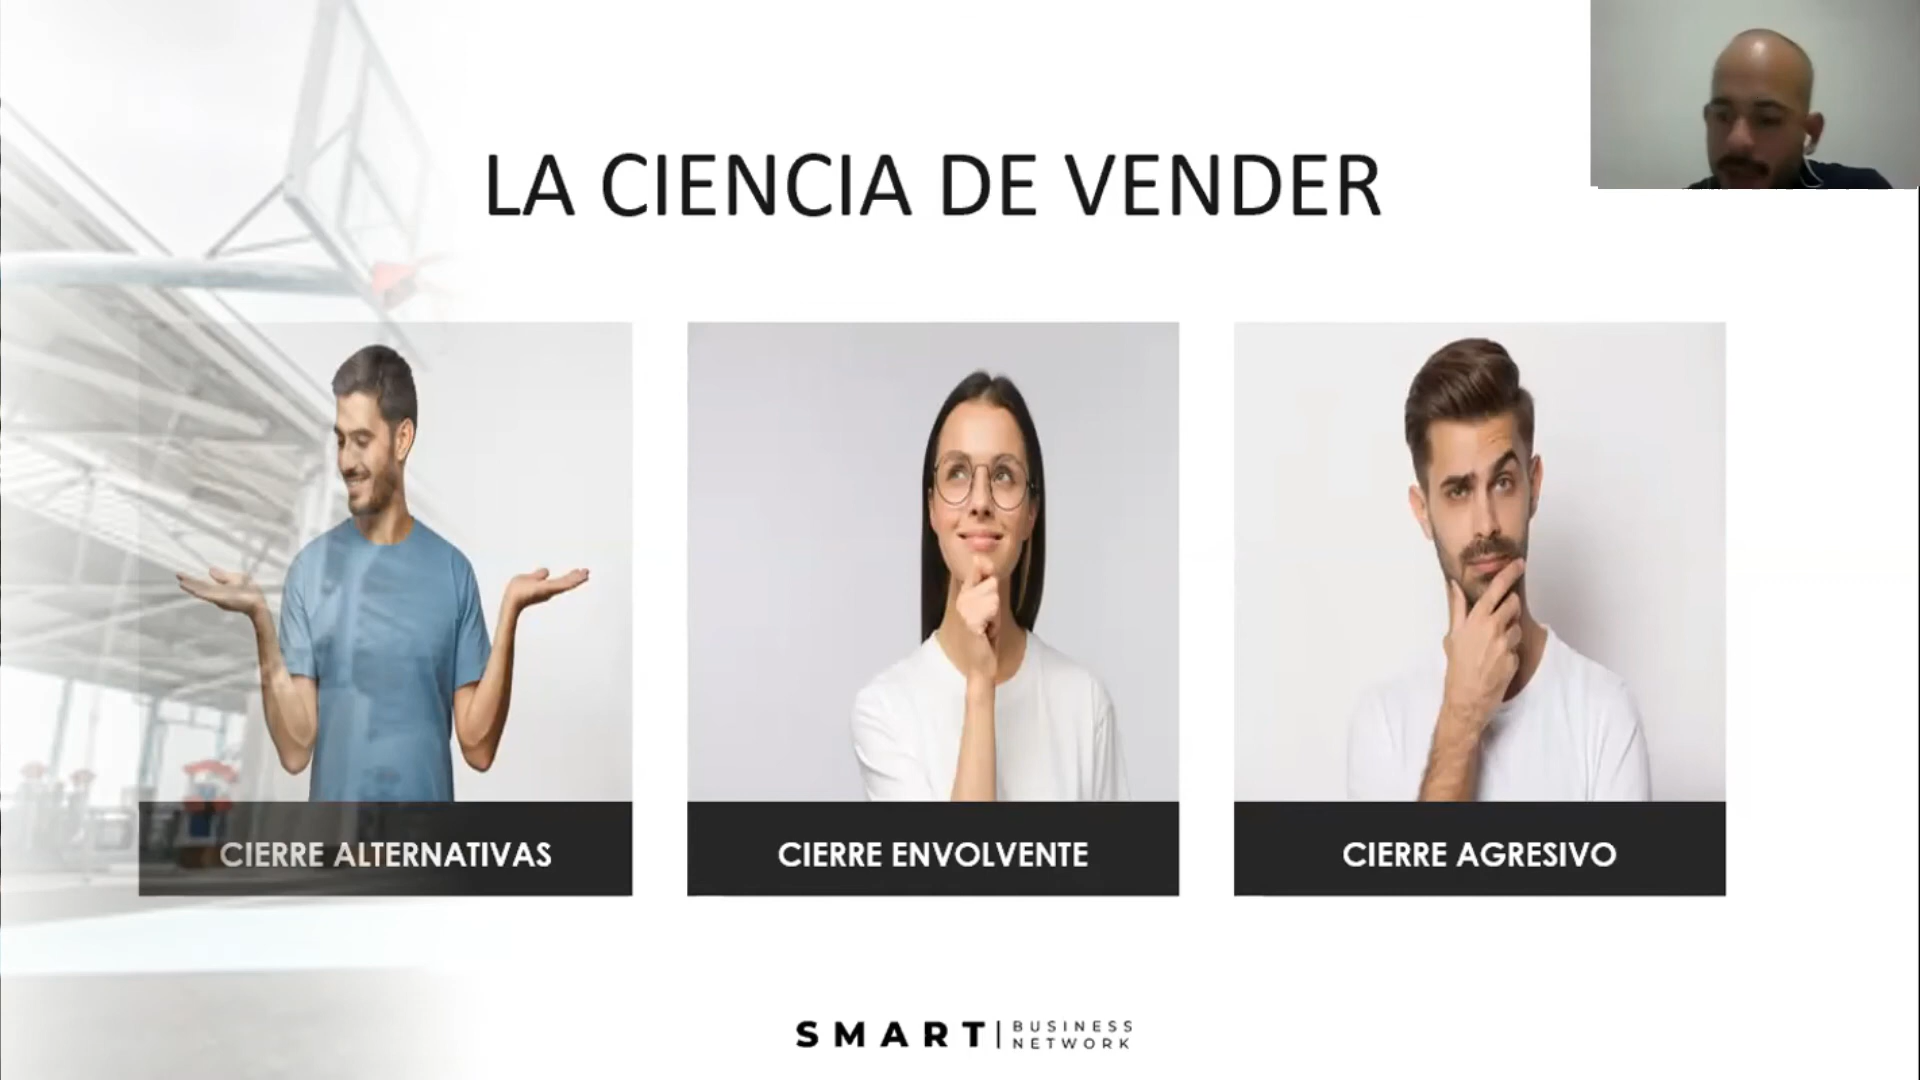 LA CIENCIA DE VENDER
CIERRE ALTERNATIVAS
CIERRE ENVOLVENTE
CIERRE AGRESIVO
SMART| BUSINESS
NETWORK